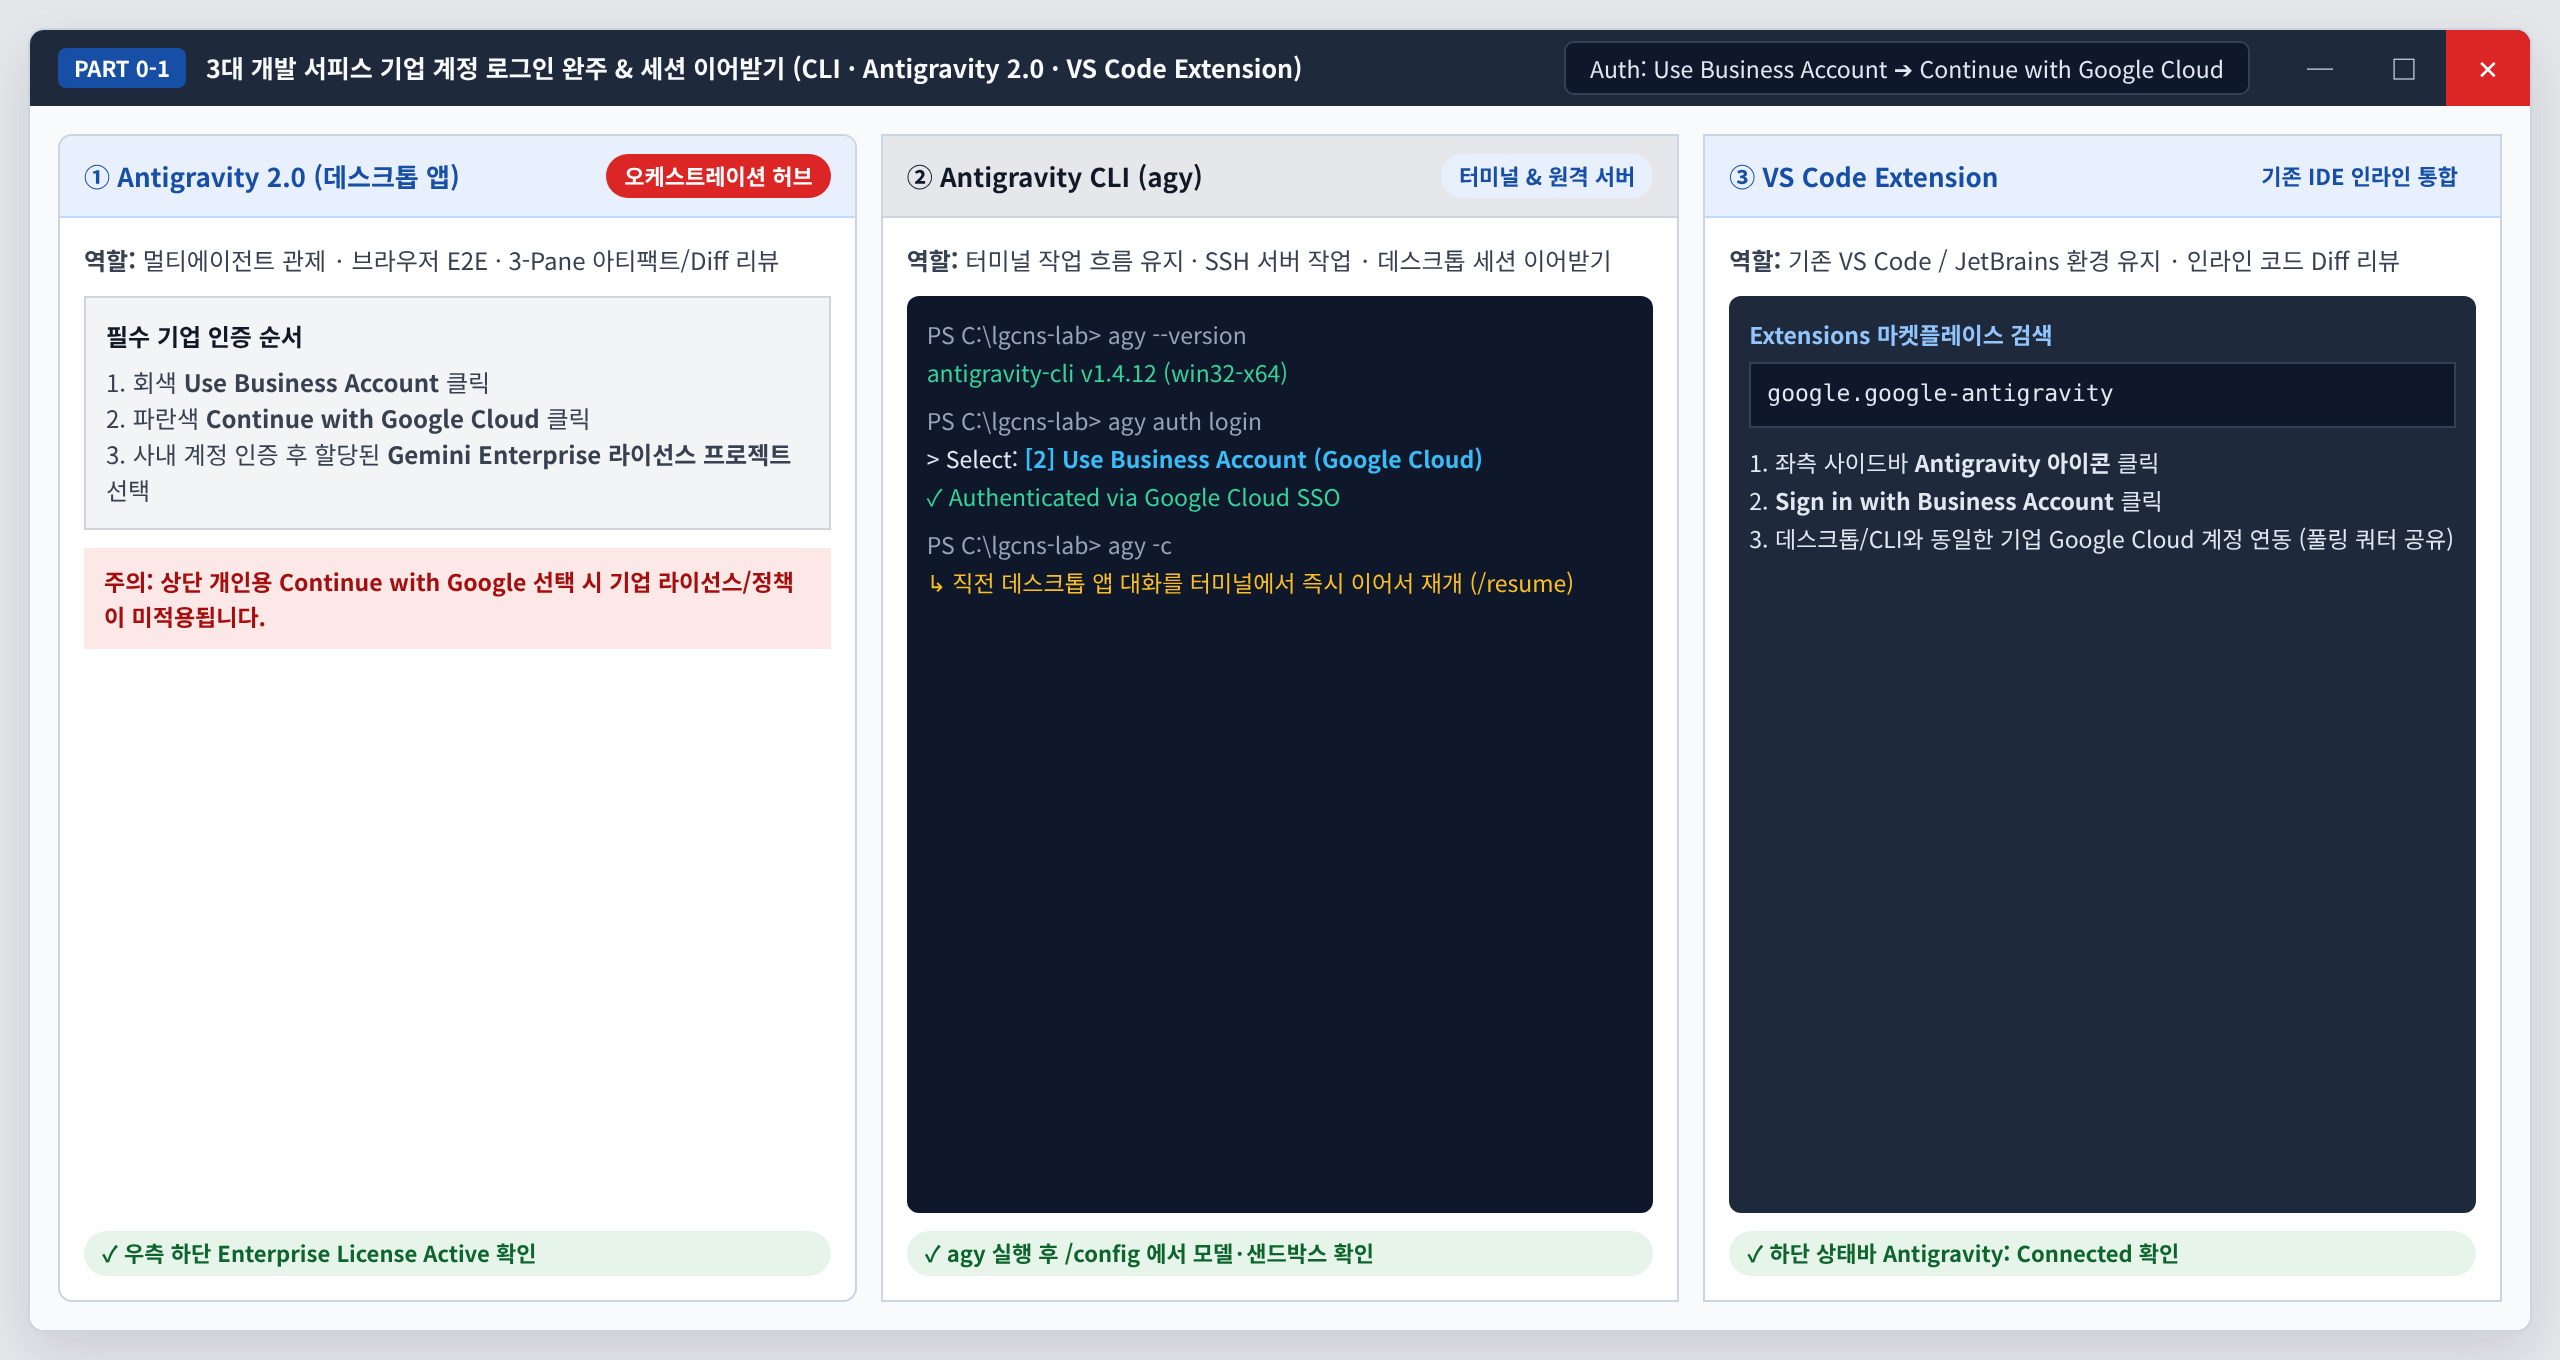 PART 0-1
3대 개발 서피스 기업 계정 로그인 완주 & 세션 이어받기 (CLI · Antigravity 2.0 · VS Code Extension)
Auth: Use Business Account ➔ Continue with Google Cloud
① Antigravity 2.0 (데스크톱 앱)
오케스트레이션 허브
역할: 멀티에이전트 관제 · 브라우저 E2E · 3-Pane 아티팩트/Diff 리뷰
필수 기업 인증 순서
1. 회색 Use Business Account 클릭
2. 파란색 Continue with Google Cloud 클릭
3. 사내 계정 인증 후 할당된 Gemini Enterprise 라이선스 프로젝트
선택
주의: 상단 개인용 Continue with Google 선택 시 기업 라이선스/정책
이 미적용됩니다.
✓ 우측 하단 Enterprise License Active 확인
② Antigravity CLI (agy)
터미널 & 원격 서버
역할: 터미널 작업 흐름 유지 · SSH 서버 작업 · 데스크톱 세션 이어받기
PS C:\lgcns-lab> agy --version
antigravity-cli v1.4.12 (win32-x64)
PS C:\lgcns-lab> agy auth login
> Select: [2] Use Business Account (Google Cloud)
✓ Authenticated via Google Cloud SSO
PS C:\lgcns-lab> agy -c
↳ 직전 데스크톱 앱 대화를 터미널에서 즉시 이어서 재개 (/resume)
✓ agy 실행 후 /config 에서 모델·샌드박스 확인
③ VS Code Extension
기존 IDE 인라인 통합
역할: 기존 VS Code / JetBrains 환경 유지 · 인라인 코드 Diff 리뷰
Extensions 마켓플레이스 검색
google.google-antigravity
1. 좌측 사이드바 Antigravity 아이콘 클릭
2. Sign in with Business Account 클릭
3. 데스크톱/CLI와 동일한 기업 Google Cloud 계정 연동 (풀링 쿼터 공유)
✓ 하단 상태바 Antigravity: Connected 확인